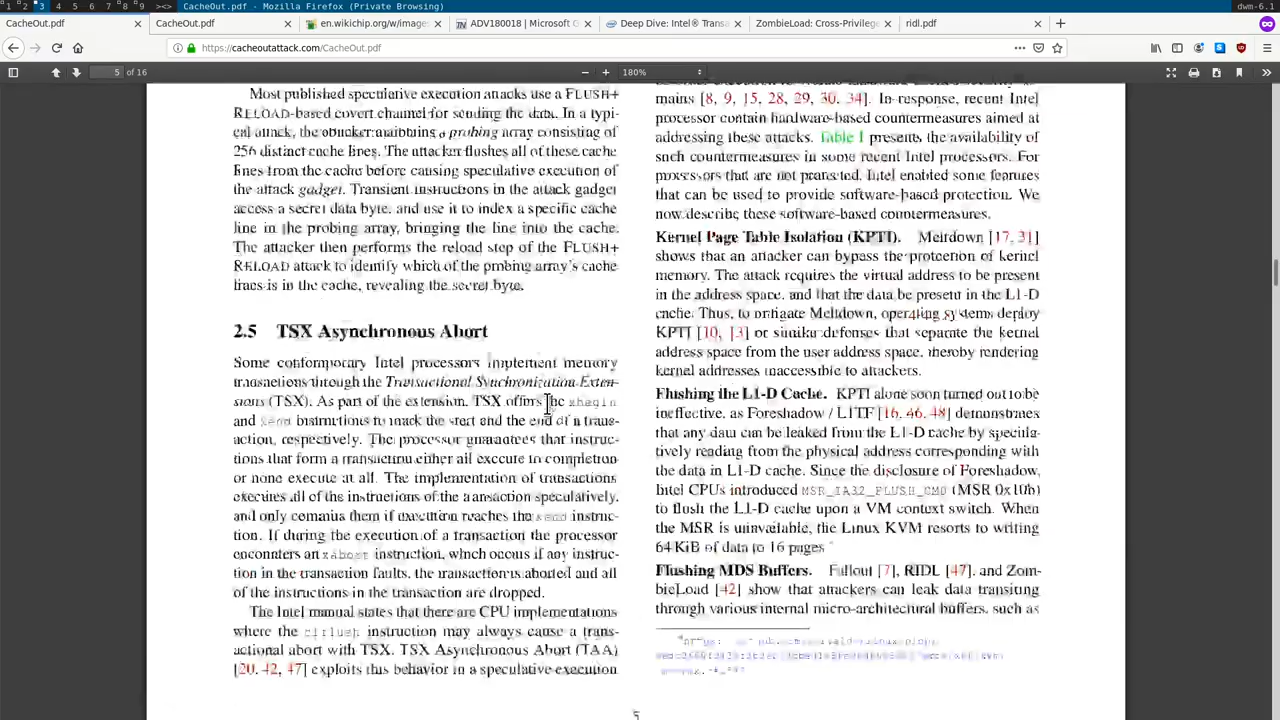 1 2 3 4 5 6 7 8 9 []= CacheOut.pdf - Mozilla Firefox (Private Browsing) dwm-6.1
CacheOut.pdf × CacheOut.pdf × en.wikichip.org/w/image × ADV180018 | Microsoft G × Deep Dive: Intel® Transa × ZombieLoad: Cross-Privilege × ridl.pdf × +
https://cacheoutattack.com/CacheOut.pdf
5 of 16 180%
Most published speculative execution attacks use a FLUSH+
RELOAD-based covert channel for sending the data. In a typi-
cal attack, the attacker maintains a probing array consisting of
256 distinct cache lines. The attacker flushes all of these cache
lines from the cache before causing speculative execution of
the attack gadget. Transient instructions in the attack gadget
access a secret data byte, and use it to index a specific cache
line in the probing array, bringing the line into the cache.
The attacker then performs the reload step of the FLUSH+
RELOAD attack to identify which of the probing array's cache
lines is in the cache, revealing the secret byte.
2.5 TSX Asynchronous Abort
Some contemporary Intel processors implement memory
transactions through the Transactional Synchronization Exten-
sions (TSX). As part of the extension, TSX offers the xbegin
and xend instructions to mark the start and the end of a trans-
action, respectively. The processor guarantees that instruc-
tions that form a transaction either all execute to completion
or none execute at all. The implementation of transactions
executes all of the instructions of the transaction speculatively,
and only commits them if execution reaches the xend instruc-
tion. If during the execution of a transaction the processor
encounters an xabort instruction, which occurs if any instruc-
tion in the transaction faults, the transaction is aborted and all
of the instructions in the transaction are dropped.
The Intel manual states that there are CPU implementations
where the clflush instruction may always cause a trans-
actional abort with TSX. TSX Asynchronous Abort (TAA)
[20, 42, 47] exploits this behavior in a speculative execution
mains [8, 9, 15, 28, 29, 30, 34]. In response, recent Intel
processor contain hardware-based countermeasures aimed at
addressing these attacks. Table 1 presents the availability of
such countermeasures in some recent Intel processors. For
processors that are not protected, Intel enabled some features
that can be used to provide software-based protection. We
now describe these software-based countermeasures.
Kernel Page Table Isolation (KPTI). Meltdown [17, 31]
shows that an attacker can bypass the protection of kernel
memory. The attack requires the virtual address to be present
in the address space, and that the data be present in the L1-D
cache. Thus, to mitigate Meltdown, operating systems deploy
KPTI [10, 13] or similar defenses that separate the kernel
address space from the user address space, thereby rendering
kernel addresses inaccessible to attackers.
Flushing the L1-D Cache. KPTI alone soon turned out to be
ineffective, as Foreshadow / L1TF [16, 46, 48] demonstrates
that any data can be leaked from the L1-D cache by specula-
tively reading from the physical address corresponding with
the data in L1-D cache. Since the disclosure of Foreshadow,
Intel CPUs introduced MSR_IA32_FLUSH_CMD (MSR 0x10b)
to flush the L1-D cache upon a VM context switch. When
the MSR is unavailable, the Linux KVM resorts to writing
64 KiB of data to 16 pages
Flushing MDS Buffers. Fallout [7], RIDL [47], and Zom-
bieLoad [42] show that attackers can leak data transiting
through various internal micro-architectural buffers, such as
5